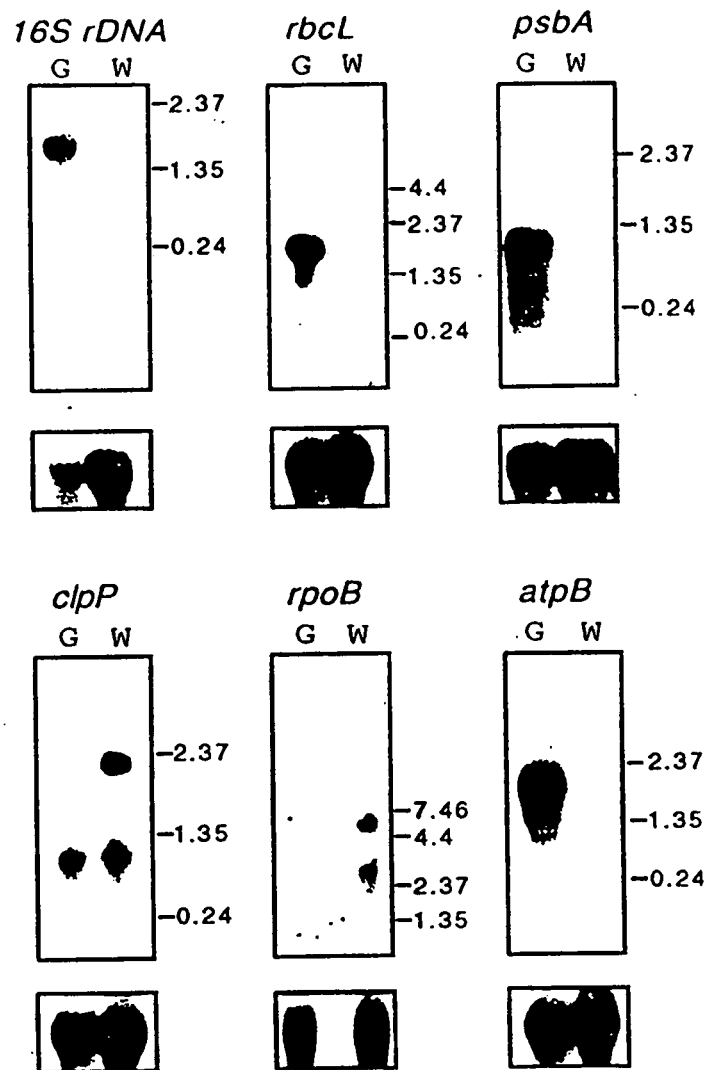 16S rDNA
G W
-2.37
-1.35
-0.24
rbcL
G W
-4.4
-2.37
-1.35
-0.24
psbA
G W
-2.37
-1.35
-0.24
clpP
G W
-2.37
-1.35
-0.24
rpoB
G W
-7.46
-4.4
-2.37
-1.35
atpB
G W
-2.37
-1.35
-0.24